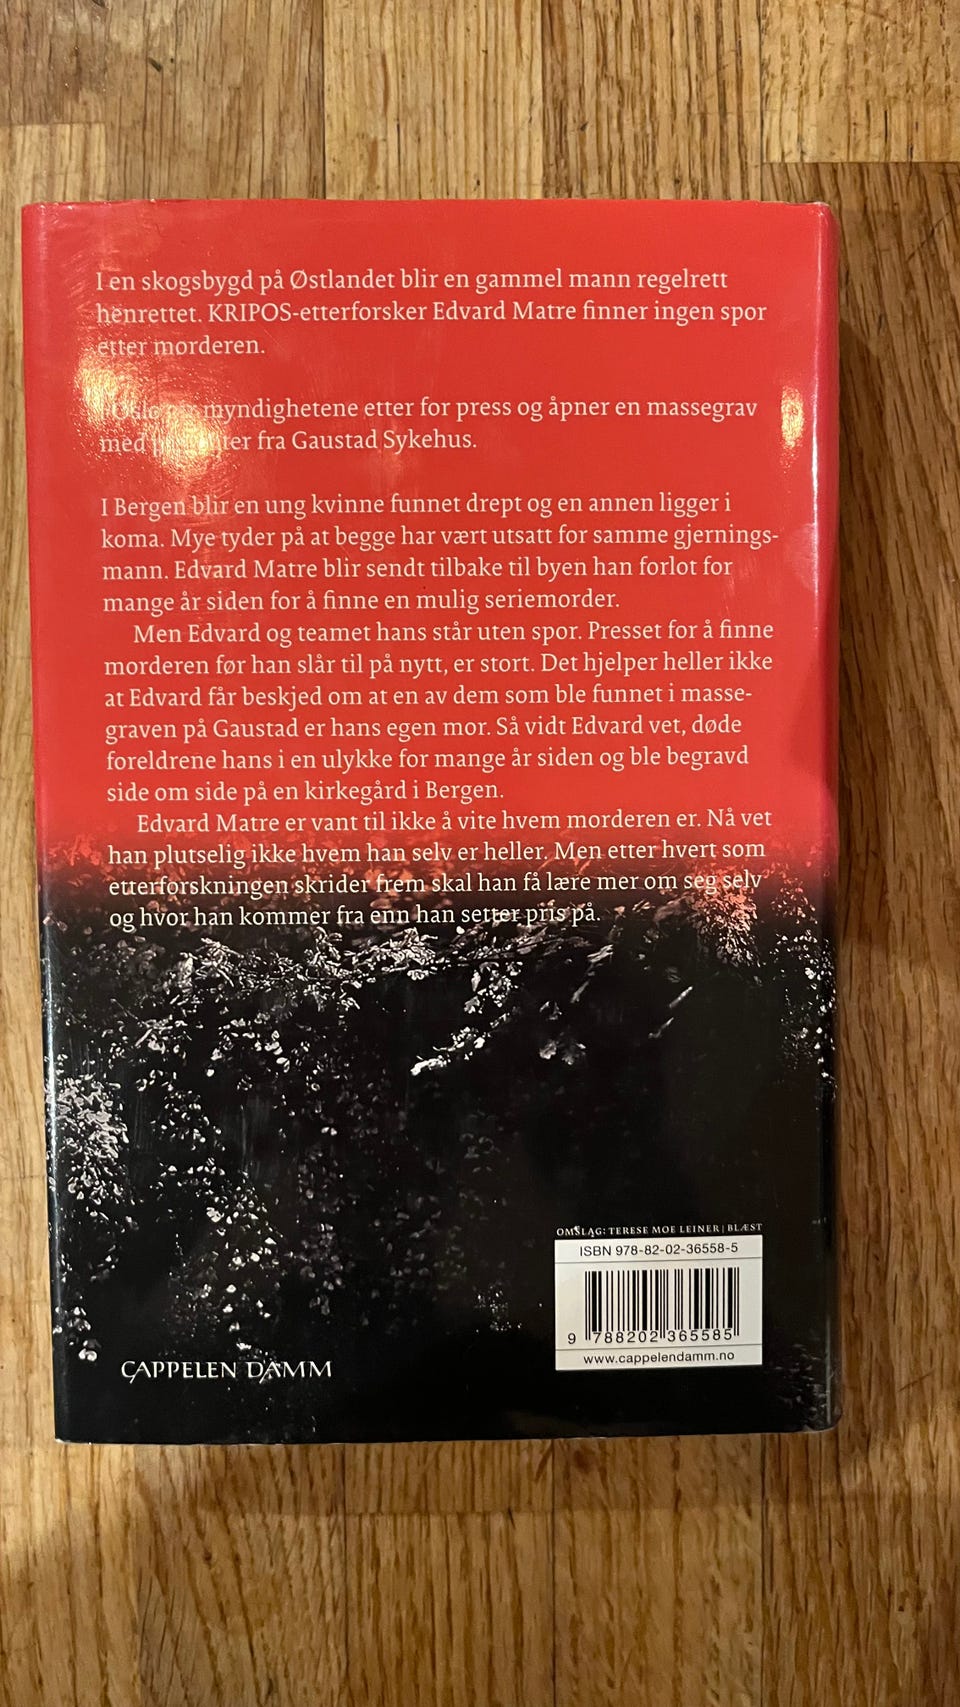 I en skogsbygd på Østlandet blir en gammel mann regelrett
henrettet. KRIPOS-etterforsker Edvard Matre finner ingen spor
etter morderen.
Oslo myndighetene etter for press og åpner en massegrav
med fra Gaustad Sykehus.
I Bergen blir en ung kvinne funnet drept og en annen ligger i
koma. Mye tyder på at begge har vært utsatt for samme gjernings-
mann. Edvard Matre blir sendt tilbake til byen han forlot for
mange år siden for å finne en mulig seriemorder.
Men Edvard og teamet hans står uten spor. Presset for å finne
morderen før han slår til på nytt, er stort. Det hjelper heller ikke
at Edvard får beskjed om at en av dem som ble funnet i masse-
graven på Gaustad er hans egen mor. Så vidt Edvard vet, døde
foreldrene hans i en ulykke for mange år siden og ble begravd
side om side på en kirkegård i Bergen.
Edvard Matre er vant til ikke å vite hvem morderen er. Nå vet
han plutselig ikke hvem han selv er heller. Men etter hvert som
etterforskningen skrider frem skal han få lære mer om seg selv
og hvor han kommer fra enn han setter pris på.
OMSLAG: TERESE MOE LEINER | BLÆST
ISBN 978-82-02-36558-5
9 788202 365585
www.cappelendamm.no
CAPPELEN DAMM